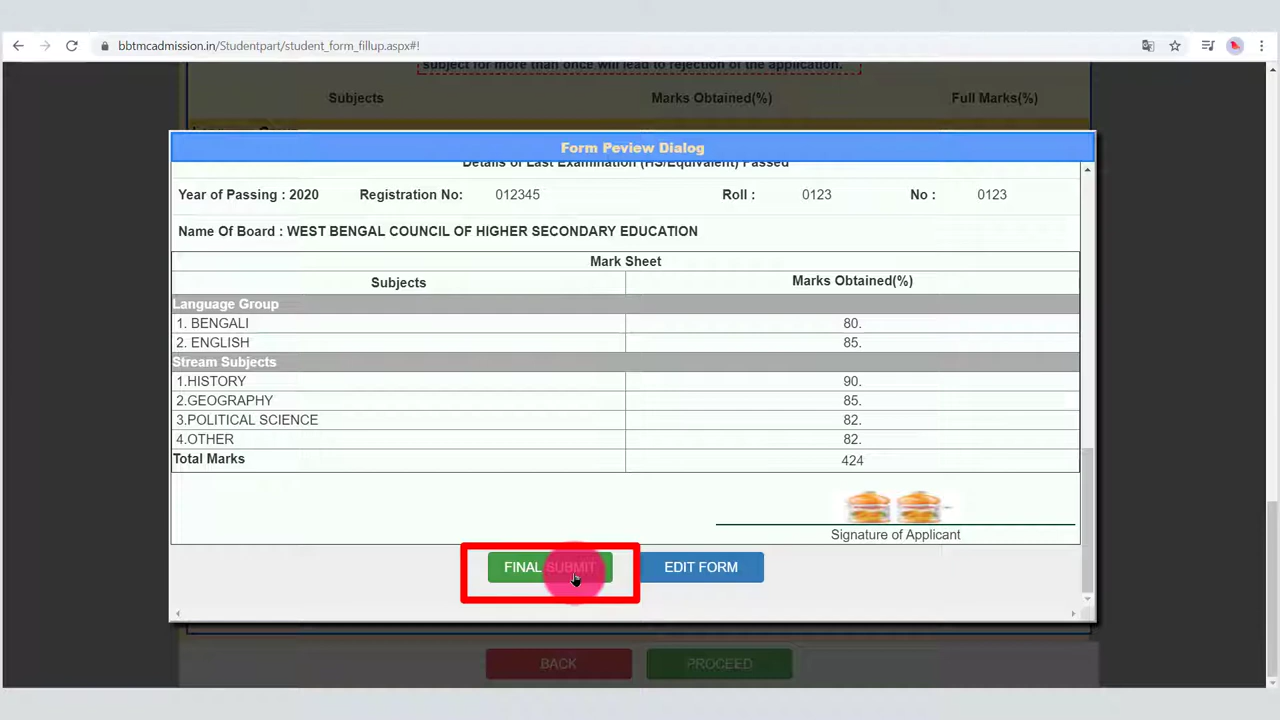 bbtmcadmission.in/Studentpart/student_form_fillup.aspx#!
subject for more than once will lead to rejection of the application.
Subjects Marks Obtained(%) Full Marks(%)
Language Group
Form Peview Dialog
Details of Last Examination (HS/Equivalent) Passed
Year of Passing : 2020 Registration No: 012345 Roll : 0123 No : 0123
Name Of Board : WEST BENGAL COUNCIL OF HIGHER SECONDARY EDUCATION
Mark Sheet
Subjects Marks Obtained(%)
Language Group
1. BENGALI 80.
2. ENGLISH 85.
Stream Subjects
1.HISTORY 90.
2.GEOGRAPHY 85.
3.POLITICAL SCIENCE 82.
4.OTHER 82.
Total Marks 424
Signature of Applicant
FINAL SUBMIT EDIT FORM
BACK PROCEED